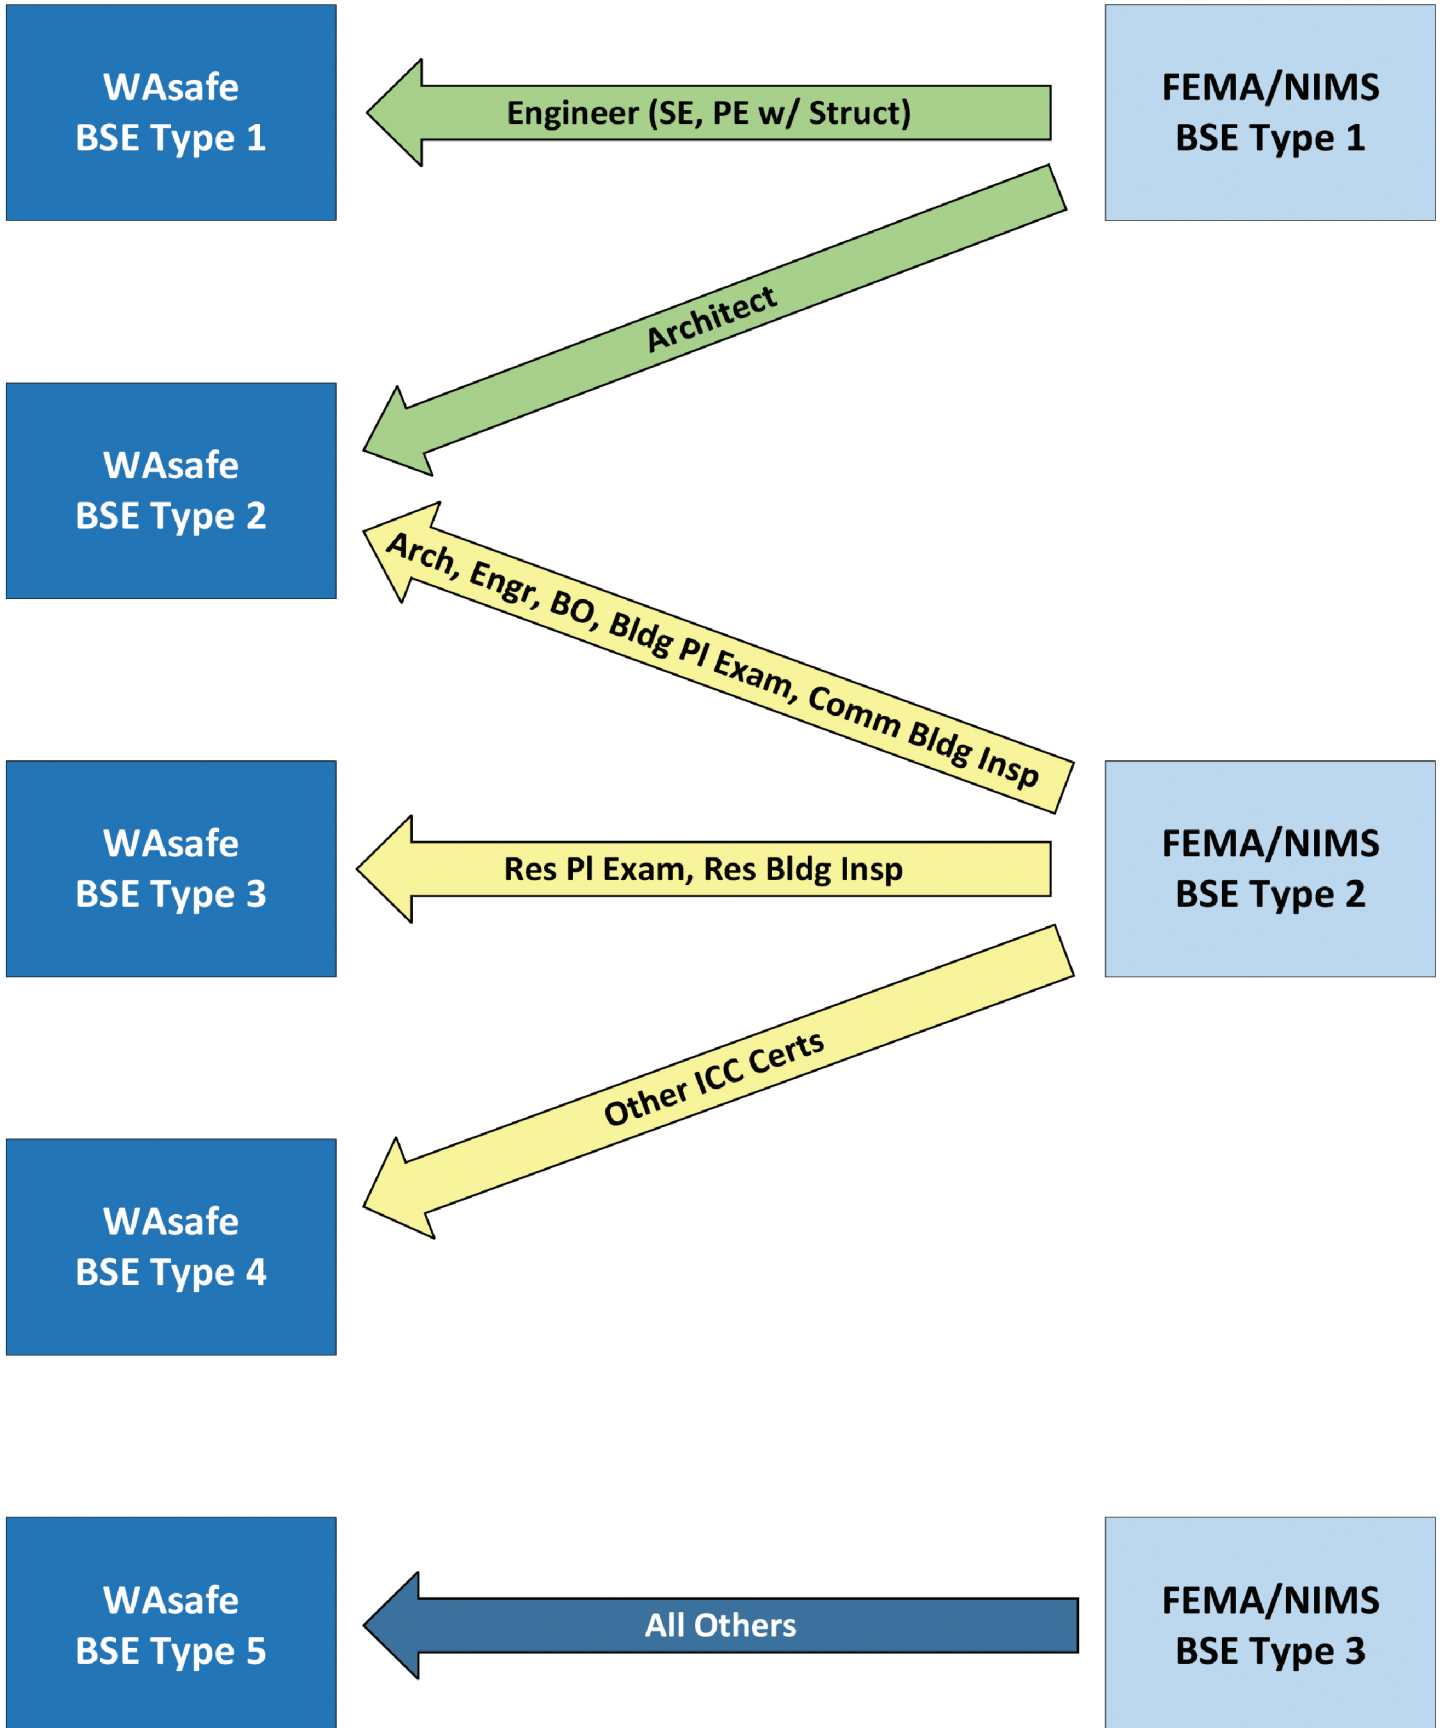 WAsafe
BSE Type 1
Engineer (SE, PE w/ Struct)
FEMA/NIMS
BSE Type 1
Architect
WAsafe
BSE Type 2
Arch, Engr, BO, Bldg Pl Exam, Comm Bldg Insp
WAsafe
BSE Type 3
Res Pl Exam, Res Bldg Insp
FEMA/NIMS
BSE Type 2
Other ICC Certs
WAsafe
BSE Type 4
WAsafe
BSE Type 5
All Others
FEMA/NIMS
BSE Type 3